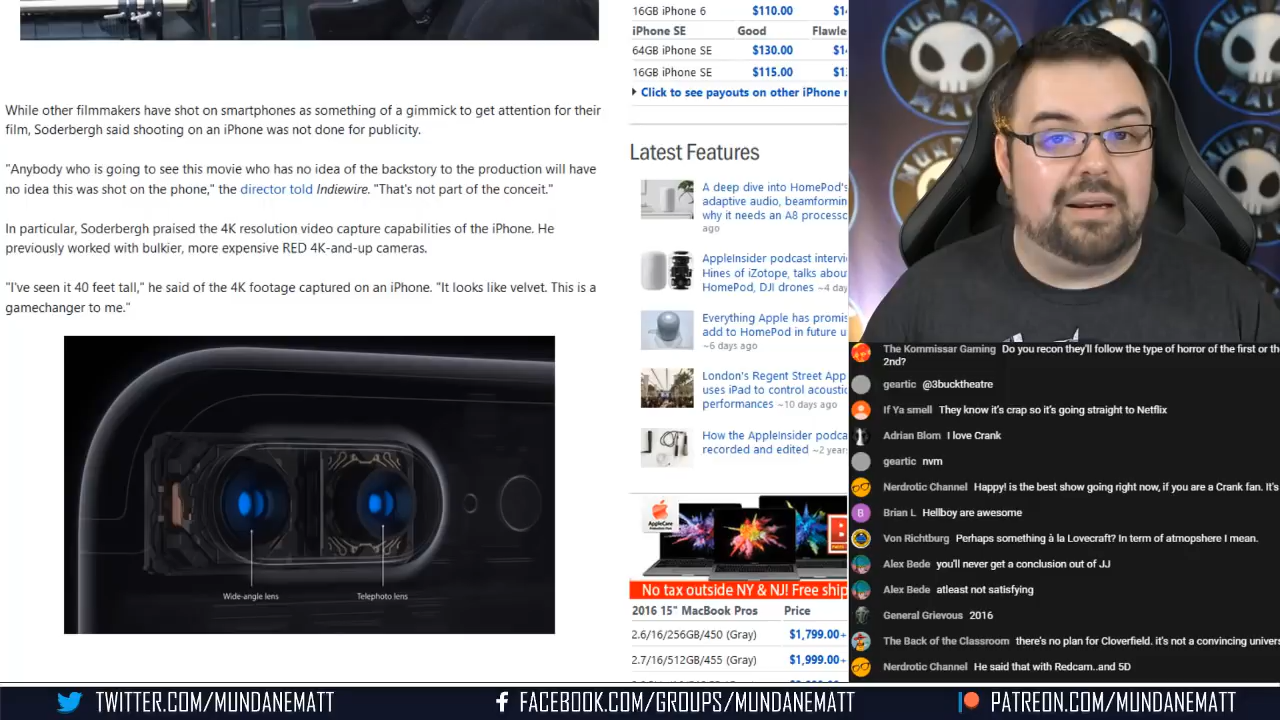 16GB iPhone 6 $110.00 $1
iPhone SE Good Flawle
64GB iPhone SE $130.00 $1
16GB iPhone SE $115.00 $1
Click to see payouts on other iPhone
While other filmmakers have shot on smartphones as something of a gimmick to get attention for their
film, Soderbergh said shooting on an iPhone was not done for publicity.
"Anybody who is going to see this movie who has no idea of the backstory to the production will have
no idea this was shot on the phone," the director told Indiewire. "That's not part of the conceit."
In particular, Soderbergh praised the 4K resolution video capture capabilities of the iPhone. He
previously worked with bulkier, more expensive RED 4K-and-up cameras.
"I've seen it 40 feet tall," he said of the 4K footage captured on an iPhone. "It looks like velvet. This is a
gamechanger to me."
Wide-angle lens
Telephoto lens
Latest Features
A deep dive into HomePod's
adaptive audio, beamformin
why it needs an A8 processo
ago
AppleInsider podcast intervi
Hines of iZotope, talks abou
HomePod, DJI drones ~4 day
Everything Apple has promis
add to HomePod in future u
~6 days ago
London's Regent Street App
uses iPad to control acousti
performances ~10 days ago
How the AppleInsider podca
recorded and edited ~2 year
AppleCare
No tax outside NY & NJ! Free ship
2016 15" MacBook Pros Price
2.6/16/256GB/450 (Gray) $1,799.00+
2.7/16/512GB/455 (Gray) $1,999.00+
MUNDANE
The Kommissar Gaming Do you recon they'll follow the type of horror of the first or the
2nd?
geartic @3bucktheatre
If Ya smell They know it's crap so it's going straight to Netflix
Adrian Blom I love Crank
geartic nvm
Nerdrotic Channel Happy! is the best show going right now, if you are a Crank fan. It's
Brian L Hellboy are awesome
Von Richtburg Perhaps something à la Lovecraft? In term of atmopshere I mean.
Alex Bede you'll never get a conclusion out of JJ
Alex Bede atleast not satisfying
General Grievous 2016
The Back of the Classroom there's no plan for Cloverfield. it's not a convincing univers
Nerdrotic Channel He said that with Redcam..and 5D
TWITTER.COM/MUNDANEMATT
FACEBOOK.COM/GROUPS/MUNDANEMATT
PATREON.COM/MUNDANEMATT